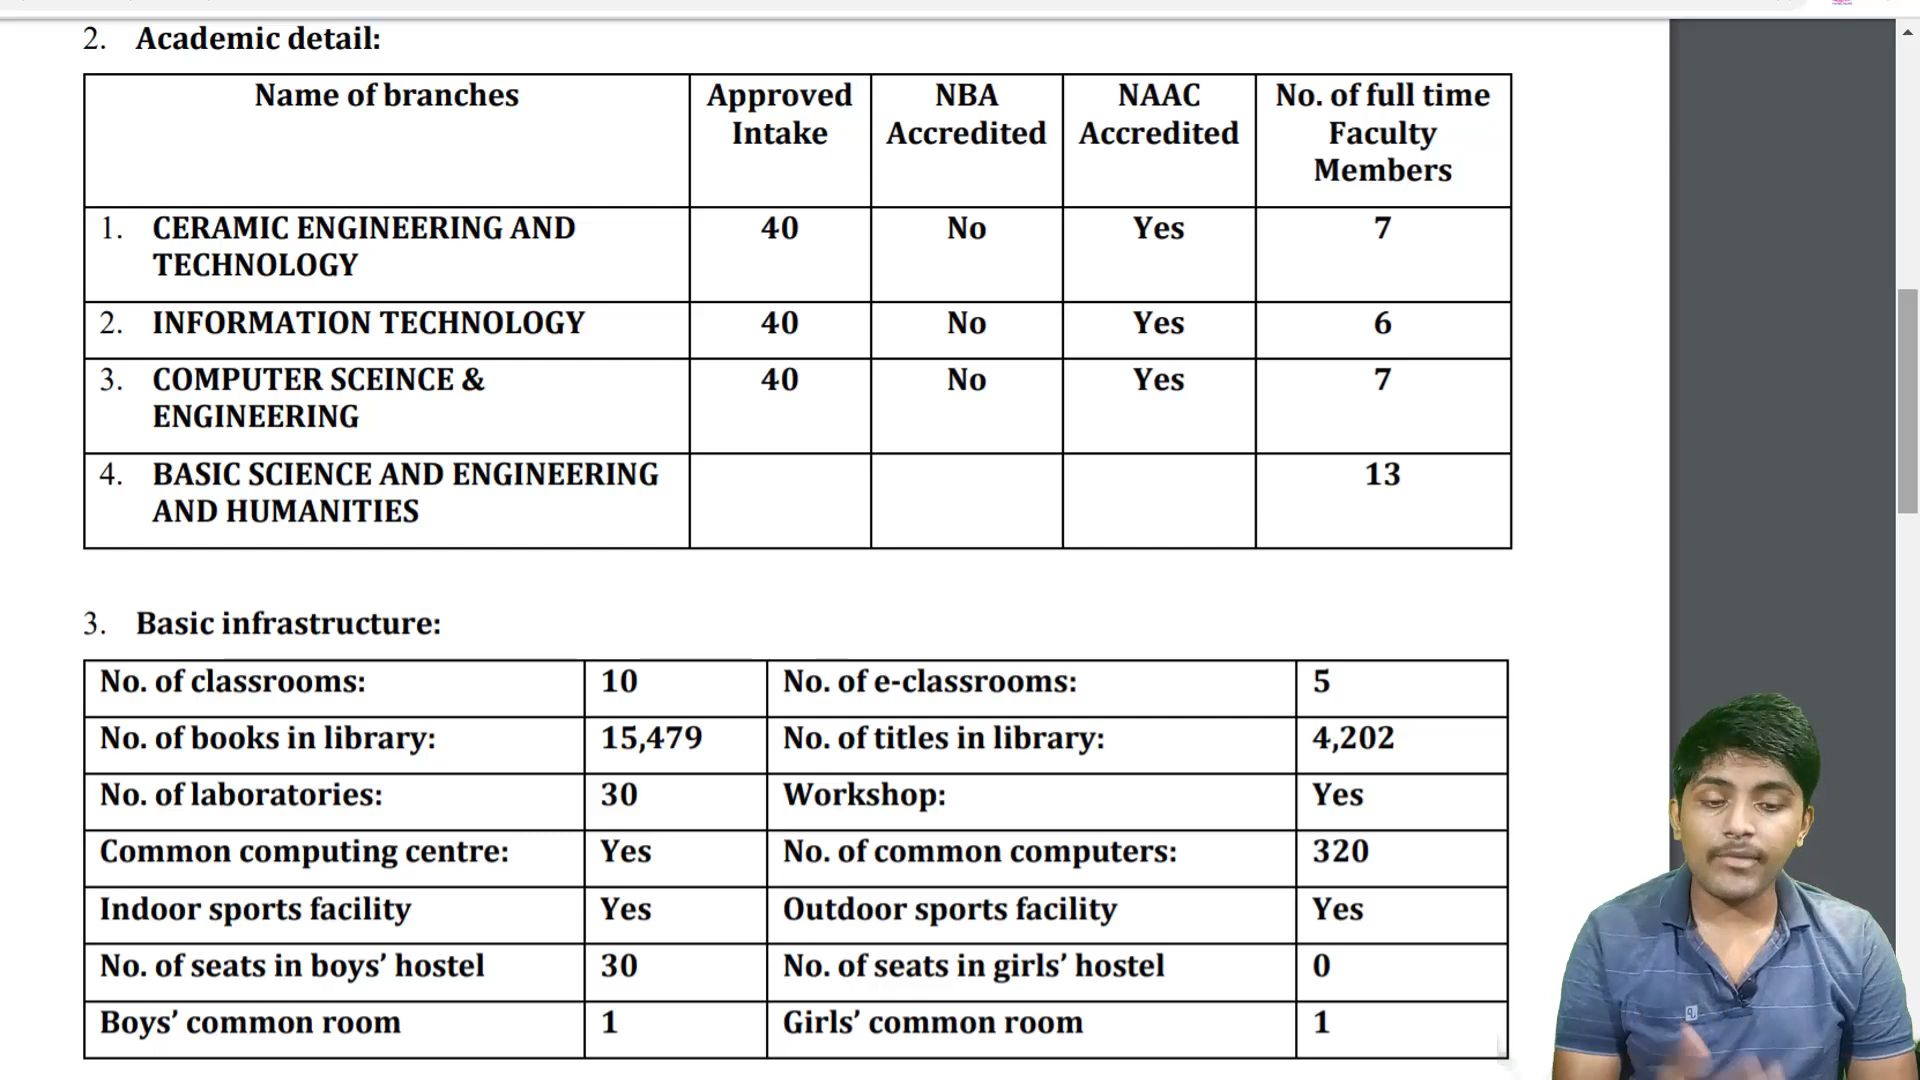 2. Academic detail:
Name of branches
Approved
Intake
NBA
Accredited
NAAC
Accredited
No. of full time
Faculty
Members
1. CERAMIC ENGINEERING AND
TECHNOLOGY
40
No
Yes
7
2. INFORMATION TECHNOLOGY
40
No
Yes
6
3. COMPUTER SCEINCE &
ENGINEERING
40
No
Yes
7
4. BASIC SCIENCE AND ENGINEERING
AND HUMANITIES
13
3. Basic infrastructure:
No. of classrooms: 10 No. of e-classrooms: 5
No. of books in library: 15,479 No. of titles in library: 4,202
No. of laboratories: 30 Workshop: Yes
Common computing centre: Yes No. of common computers: 320
Indoor sports facility Yes Outdoor sports facility Yes
No. of seats in boys’ hostel 30 No. of seats in girls’ hostel 0
Boys’ common room 1 Girls’ common room 1